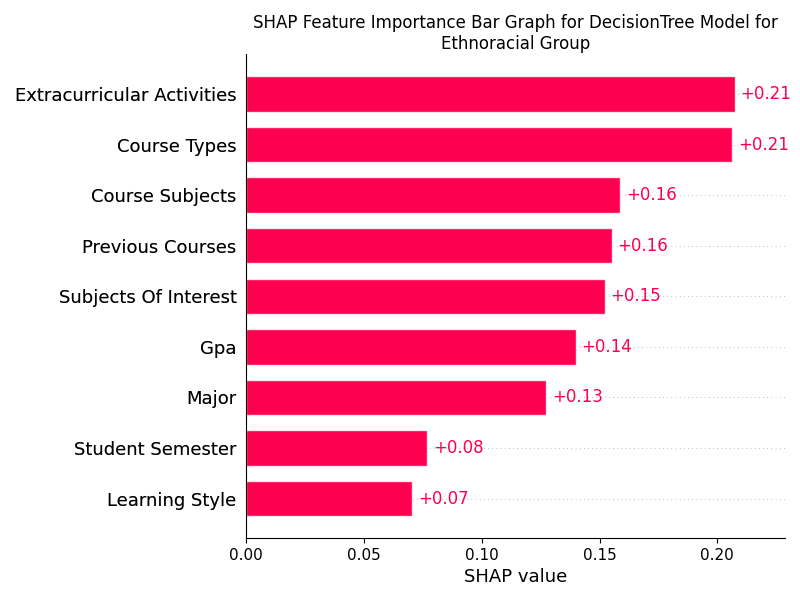 SHAP Feature Importance Bar Graph for DecisionTree Model for
Ethnoracial Group
Extracurricular Activities +0.21
Course Types +0.21
Course Subjects +0.16
Previous Courses +0.16
Subjects Of Interest +0.15
Gpa +0.14
Major +0.13
Student Semester +0.08
Learning Style +0.07
0.00 0.05 0.10 0.15 0.20
SHAP value